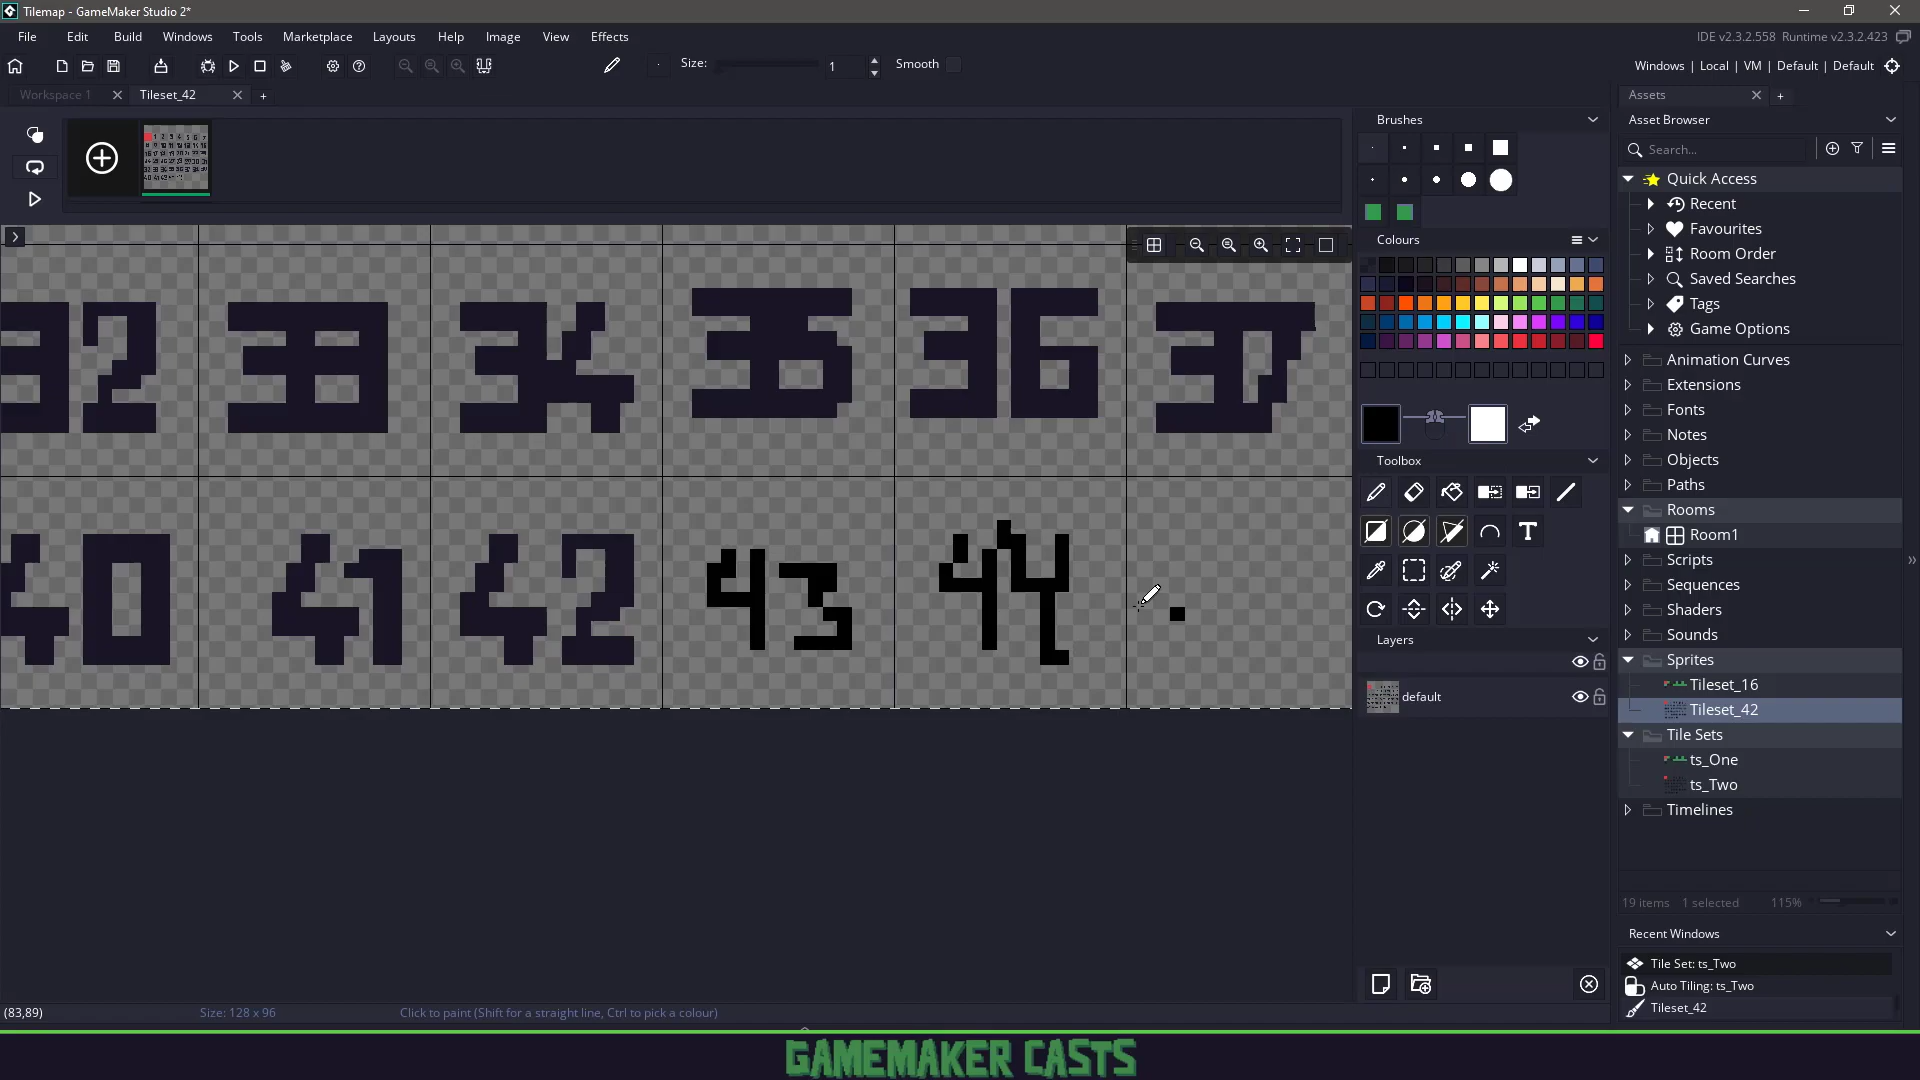 Tilemap - GameMaker Studio 2*
File Edit Build Windows Tools Marketplace Layouts Help Image View Effects
IDE v2.3.2.558 Runtime v2.3.2.423
Size: 1 Smooth
Windows | Local | VM | Default | Default
Workspace 1
Tileset_42
Assets
Brushes
Asset Browser
Search...
Quick Access
Recent
Favourites
Room Order
Saved Searches
Tags
Game Options
Colours
32 33 34 35 36 37
40 41 42 43 44
Animation Curves
Extensions
Fonts
Notes
Objects
Paths
Rooms
Room1
Scripts
Sequences
Shaders
Sounds
Sprites
Tileset_16
Tileset_42
Tile Sets
ts_One
ts_Two
Timelines
Toolbox
T
Layers
default
19 items 1 selected 115%
Recent Windows
Tile Set: ts_Two
Auto Tiling: ts_Two
Tileset_42
(83,89) Size: 128 x 96 Click to paint (Shift for a straight line, Ctrl to pick a colour)
GAMEMAKER CASTS